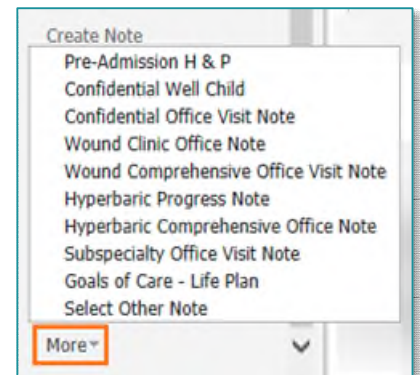 Create Note
Pre-Admission H & P
Confidential Well Child
Confidential Office Visit Note
Wound Clinic Office Note
Wound Comprehensive Office Visit Note
Hyperbaric Progress Note
Hyperbaric Comprehensive Office Note
Subspecialty Office Visit Note
Goals of Care - Life Plan
Select Other Note
More